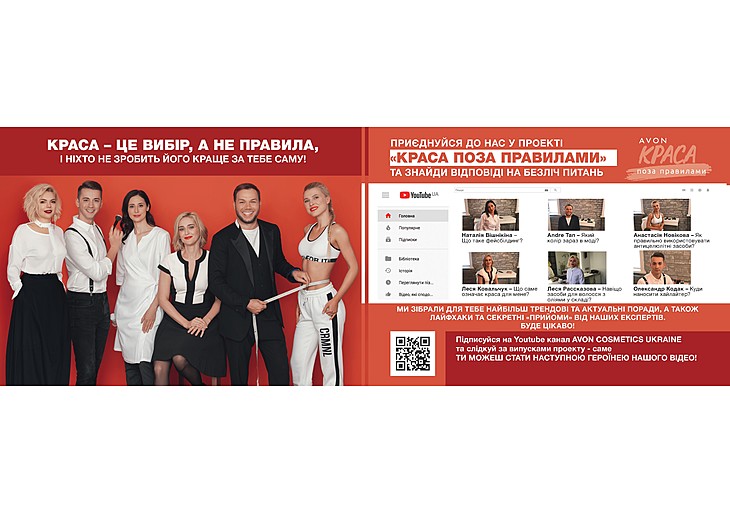 КРАСА – ЦЕ ВИБІР, А НЕ ПРАВИЛА,
І НІХТО НЕ ЗРОБИТЬ ЙОГО КРАЩЕ ЗА ТЕБЕ САМУ!
FOR IT
CRMNL
ПРИЄДНУЙСЯ ДО НАС У ПРОЕКТІ
«КРАСА ПОЗА ПРАВИЛАМИ»
ТА ЗНАЙДИ ВІДПОВІДІ НА БЕЗЛІЧ ПИТАНЬ
AVON
КРАСА
поза правилами
YouTube UA
Головна
Популярне
Підписки
Бібліотека
Історія
Переглянути піз...
Відео, які сподо...
Наталія Вішнікіна –
Що таке фейсбилдинг?
Andre Tan – Який
колір зараз в моді?
Анастасія Новікова – Як
правильно використовувати
антицелюлітні засоби?
Леся Ковальчук – Що саме
означає краса для мене?
Леся Рассказова – Навіщо
засоби для волосся з
оліями у складі?
Олександр Кодак – Куди
наносити хайлайтер?
МИ ЗІБРАЛИ ДЛЯ ТЕБЕ НАЙБІЛЬШ ТРЕНДОВІ ТА АКТУАЛЬНІ ПОРАДИ, А ТАКОЖ
ЛАЙФХАКИ ТА СЕКРЕТНІ «ПРИЙОМИ» ВІД НАШИХ ЕКСПЕРТІВ.
БУДЕ ЦІКАВО!
Підписуйся на Youtube канал AVON COSMETICS UKRAINE
та слідкуй за випусками проекту - саме
ТИ МОЖЕШ СТАТИ НАСТУПНОЮ ГЕРОЇНЕЮ НАШОГО ВІДЕО!